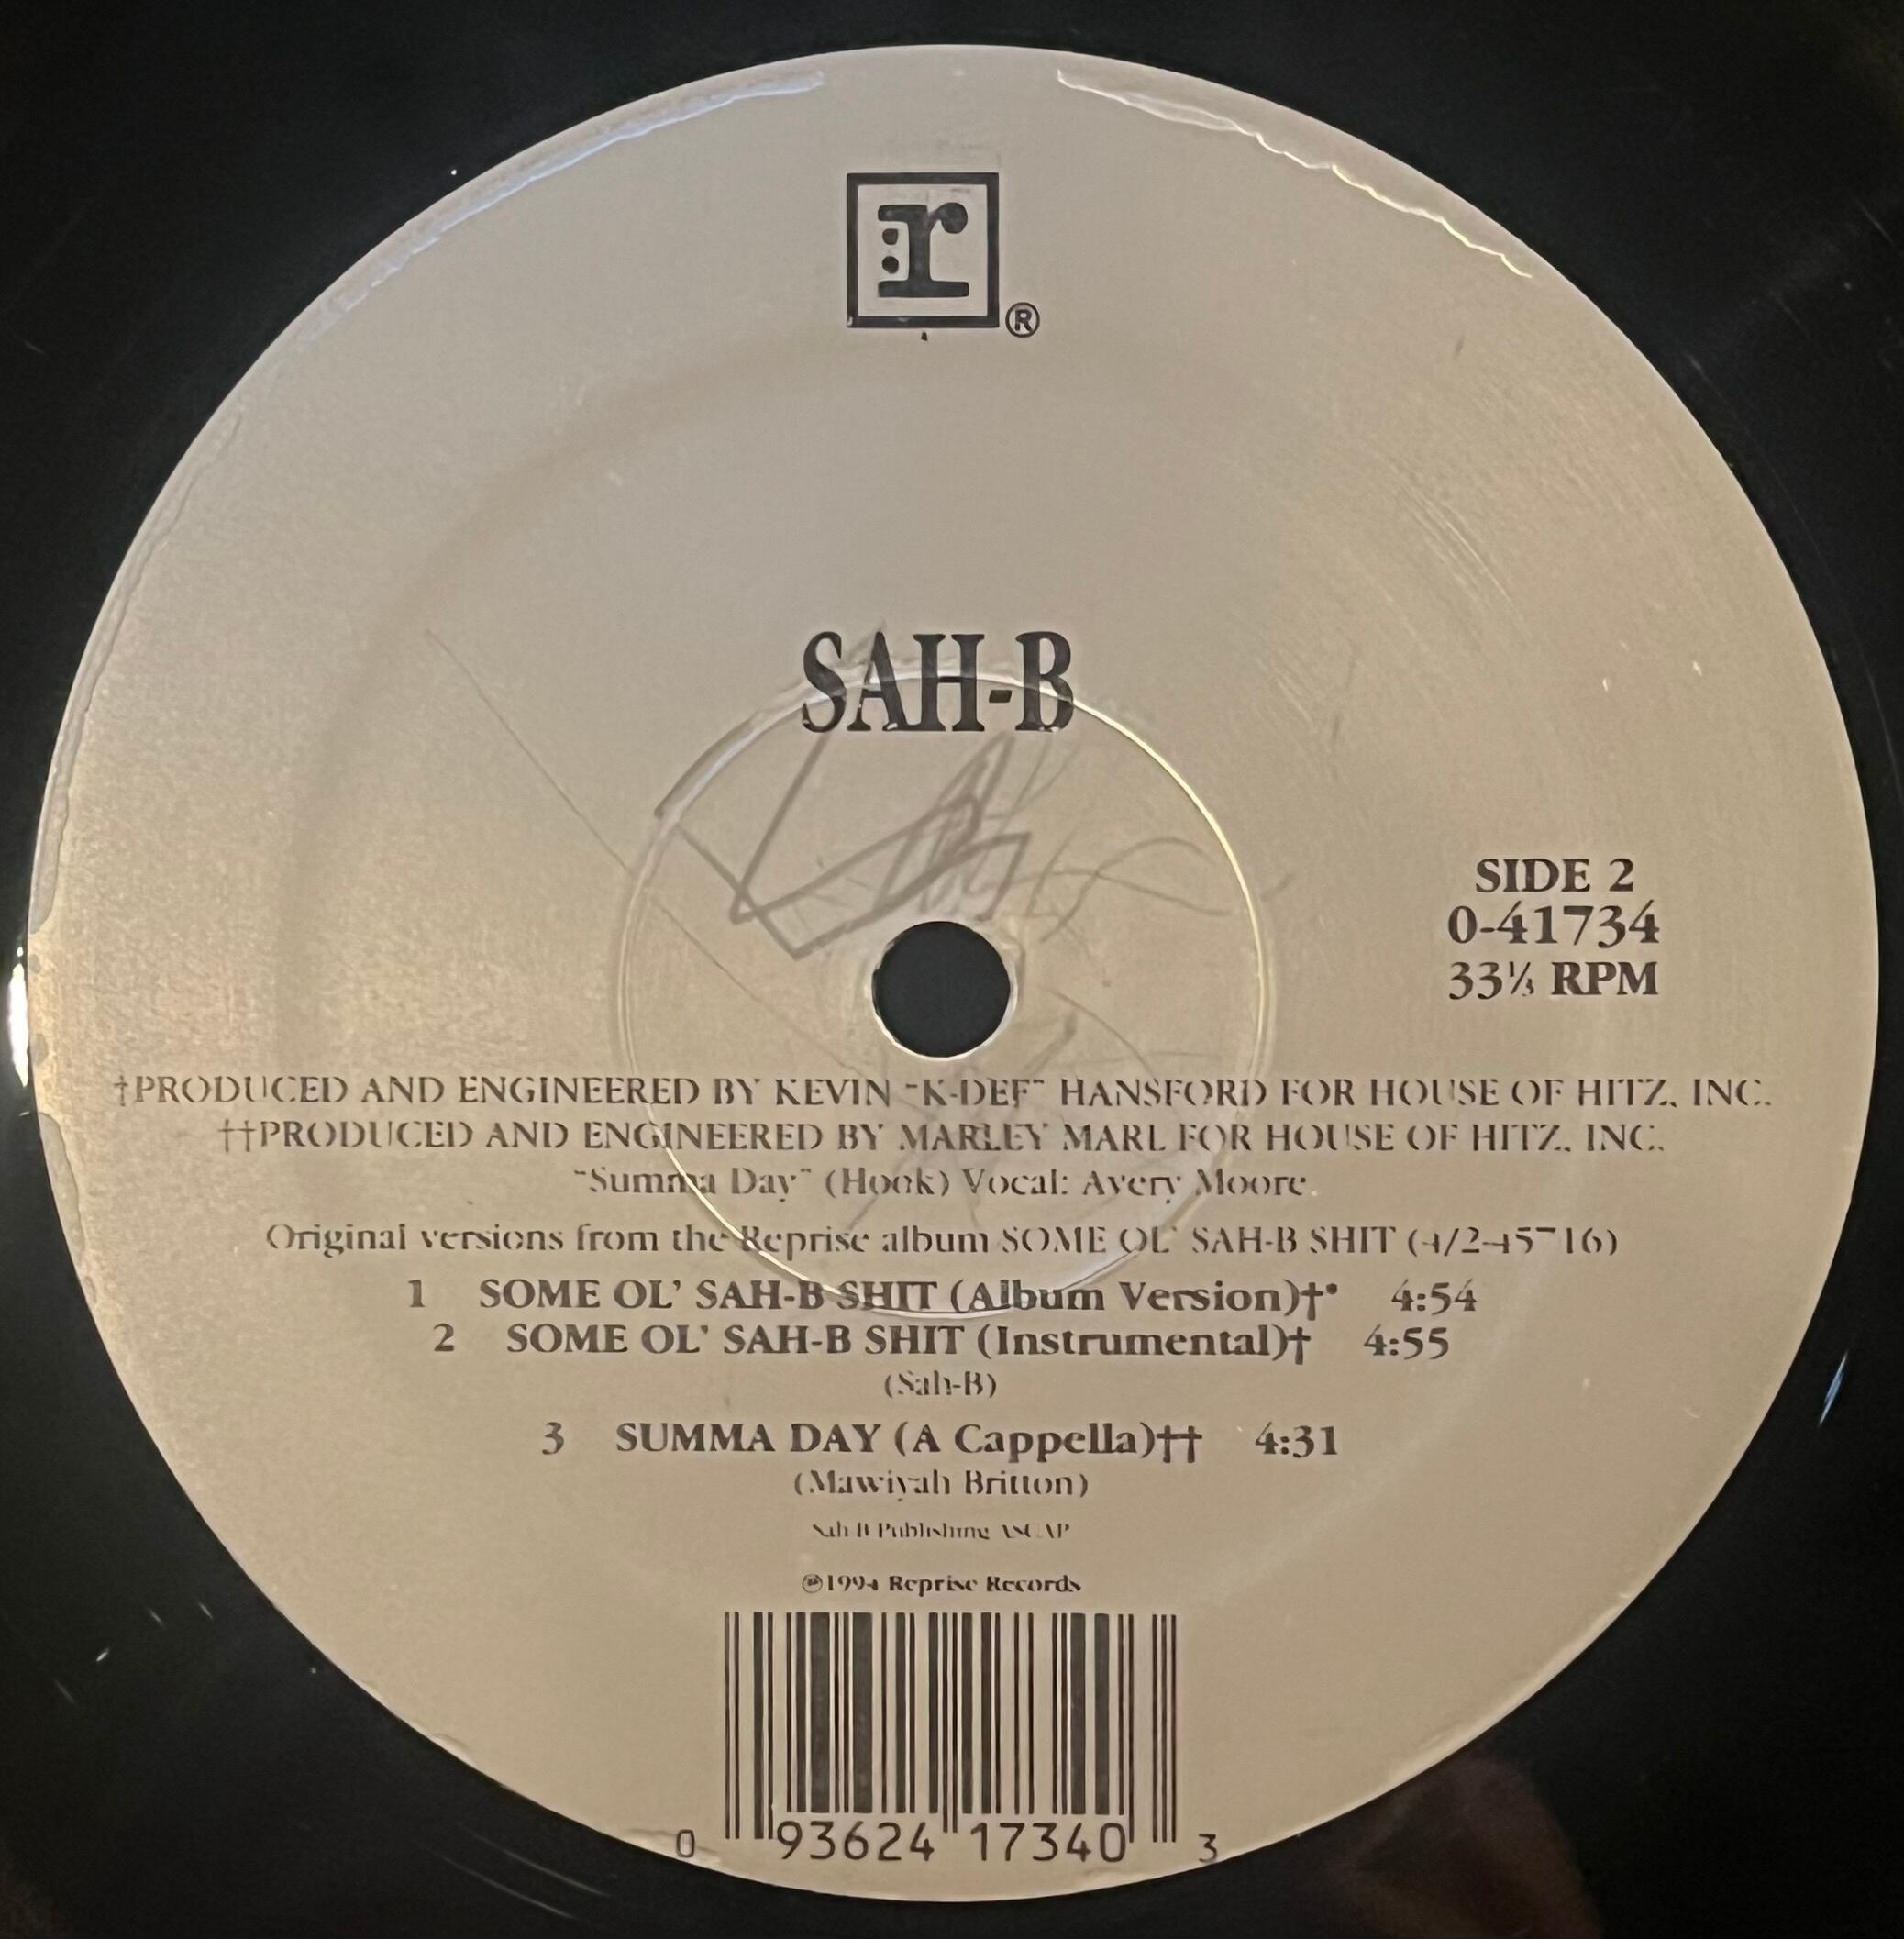 r
®
SAH-B
SIDE 2
0-41734
33⅓ RPM
†PRODUCED AND ENGINEERED BY KEVIN "K-DEF" HANSFORD FOR HOUSE OF HITZ, INC.
††PRODUCED AND ENGINEERED BY MARLEY MARL FOR HOUSE OF HITZ, INC.
"Summa Day" (Hook) Vocal: Avery Moore.
Original versions from the Reprise album SOME OL' SAH-B SHIT (4/2-45716)
1 SOME OL' SAH-B SHIT (Album Version)†* 4:54
2 SOME OL' SAH-B SHIT (Instrumental)† 4:55
(Sah-B)
3 SUMMA DAY (A Cappella)†† 4:31
(Mawiyah Britton)
Sah-B Publishing ASCAP
℗1994 Reprise Records
0 93624 17340 3